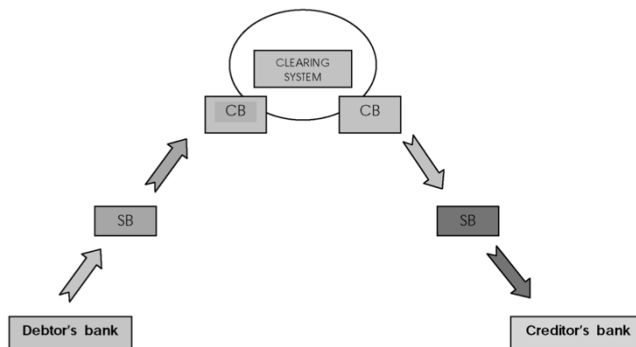 CLEARING
SYSTEM
CB
CB
SB
SB
Debtor's bank
Creditor's bank